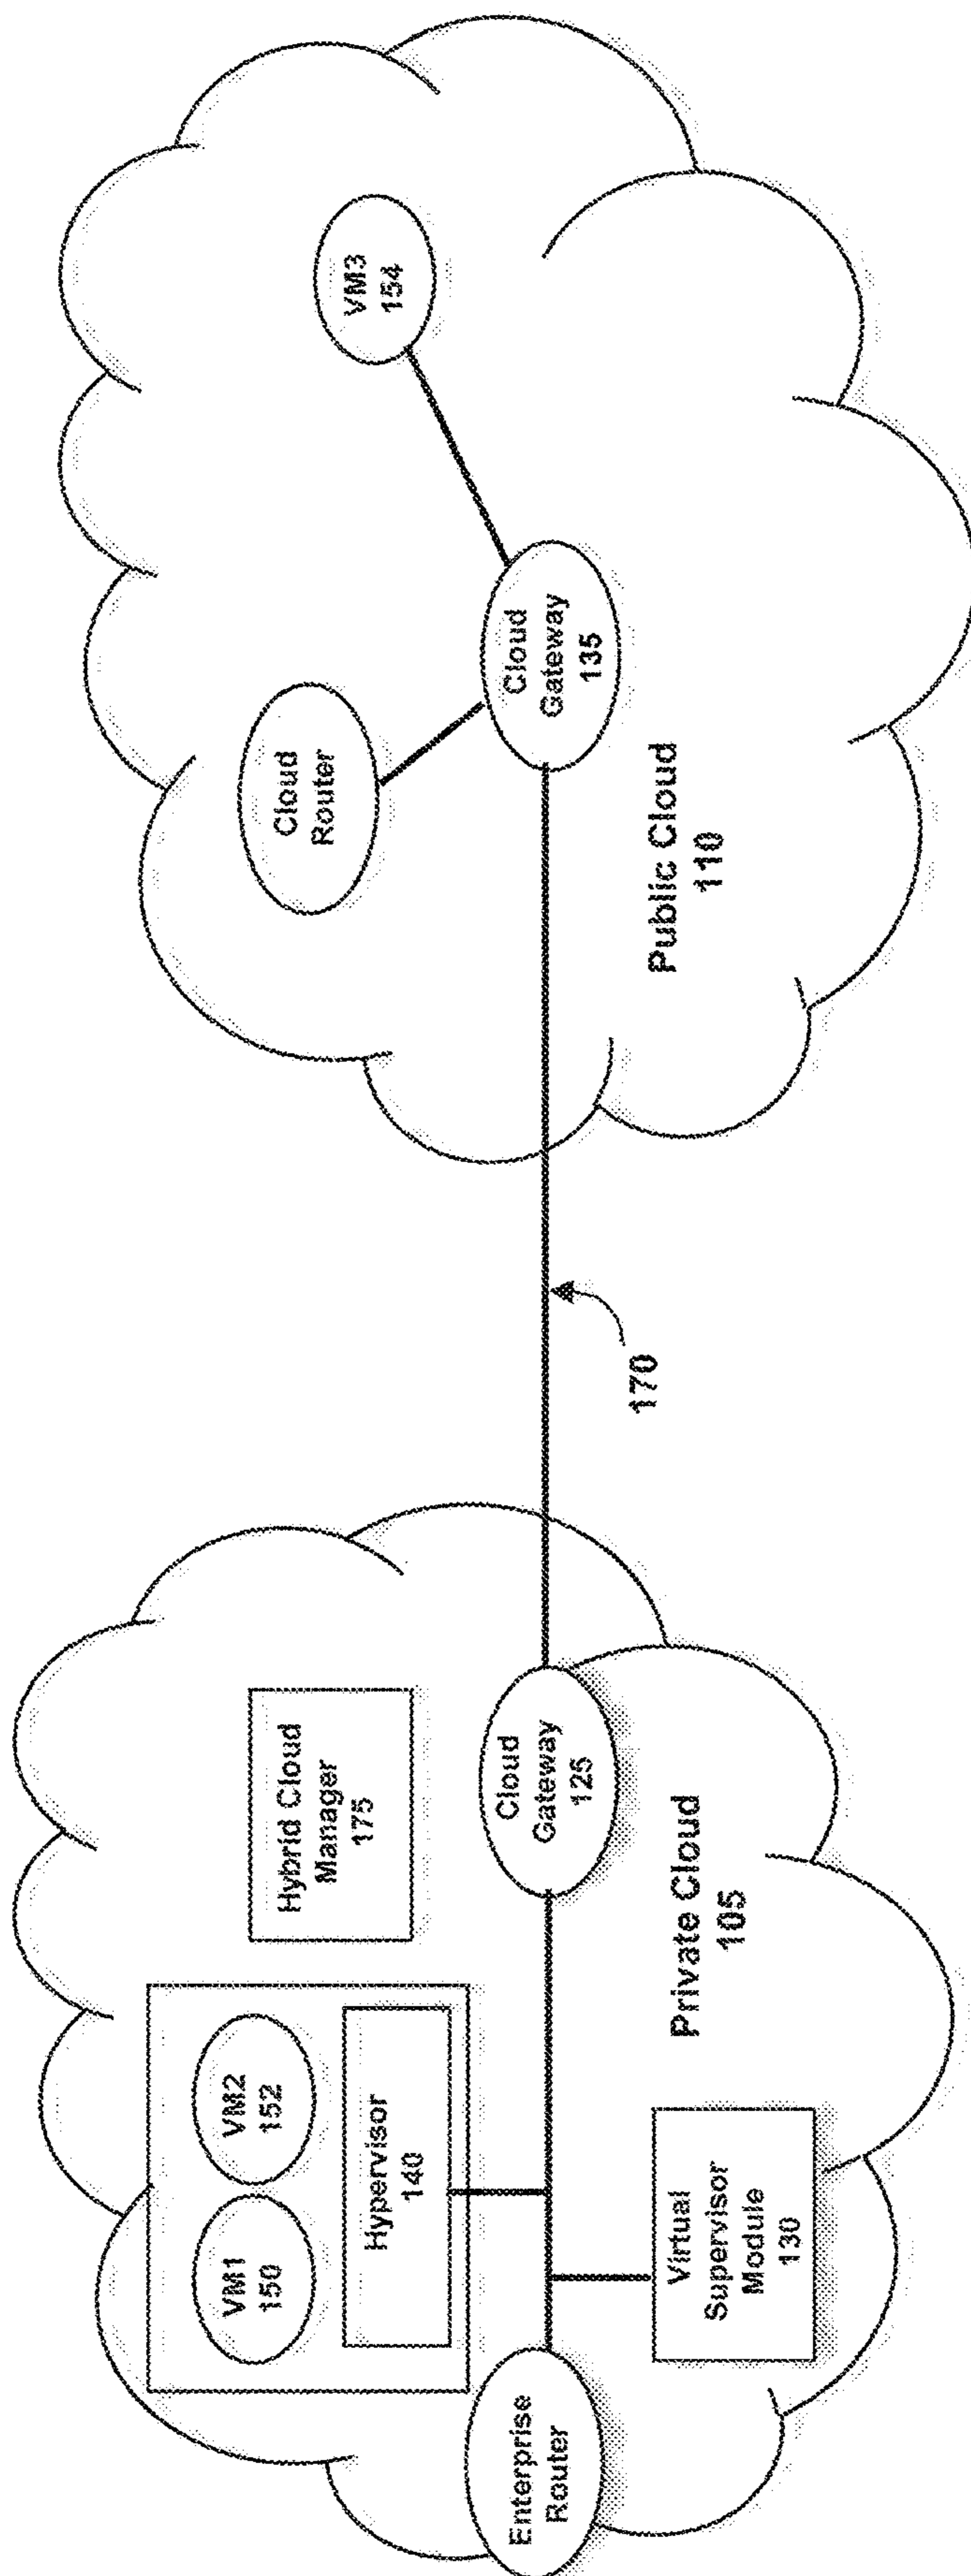 VM1
150
VM2
152
Hypervisor
140
Hybrid Cloud
Manager
175
Enterprise
Router
Cloud
Gateway
125
Virtual
Supervisor
Module
130
Private Cloud
105
170
Cloud
Router
VM3
154
Cloud
Gateway
135
Public Cloud
110